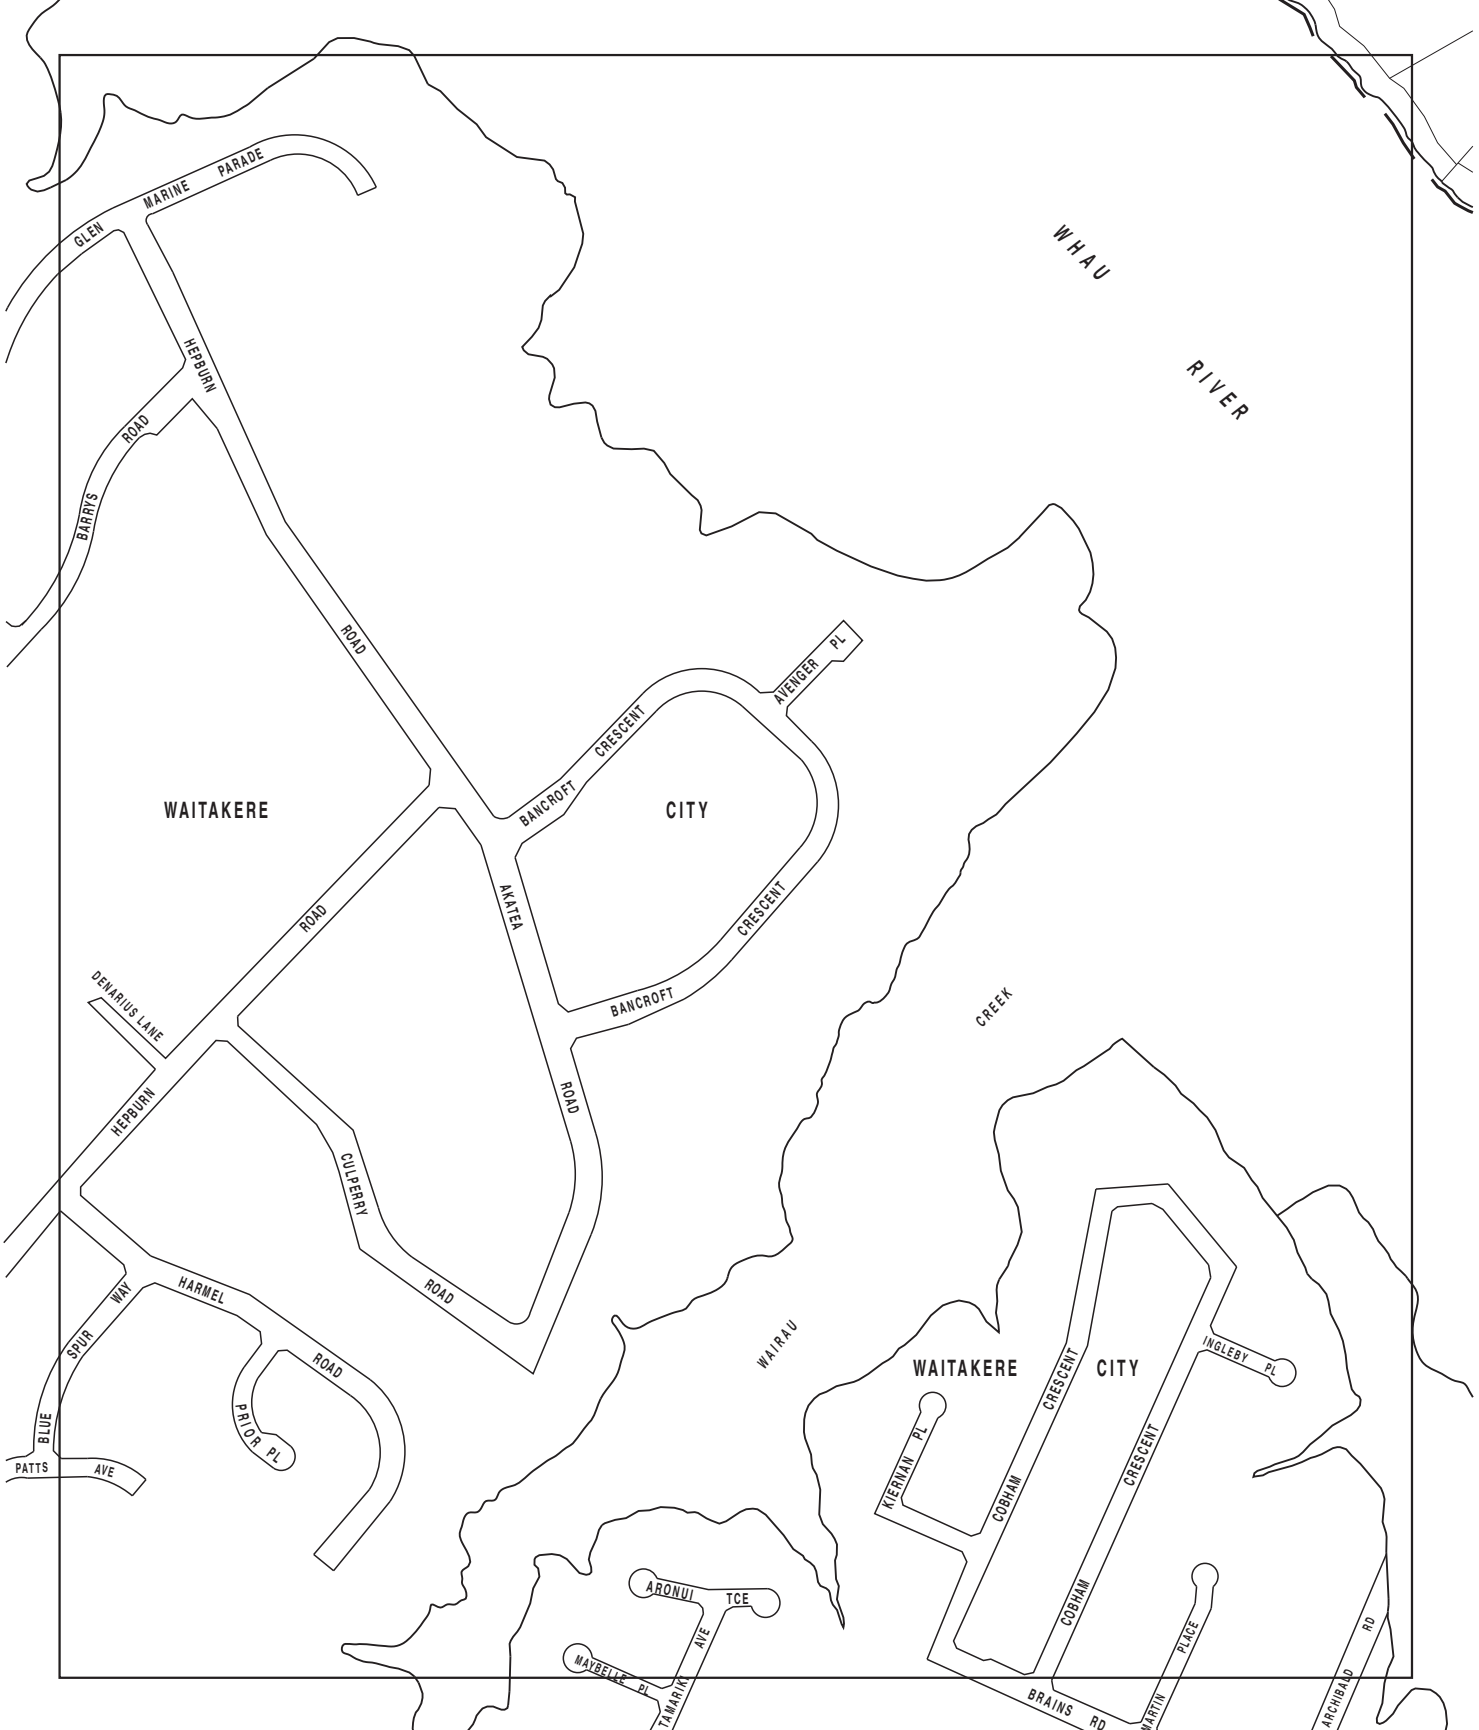 GLEN MARINE PARADE
WHAU
RIVER
HEPBURN
ROAD
BARRYS
ROAD
AVENGER PL
CRESCENT
BANCROFT
WAITAKERE
CITY
AKATEA
CRESCENT
ROAD
DENARIUS LANE
BANCROFT
CREEK
HEPBURN
ROAD
CULPERRY
ROAD
HARMEL
ROAD
SPUR WAY
BLUE
PATTS AVE
PRIOR PL
WAIRAU
WAITAKERE
CITY
CRESCENT
INGLEBY PL
KIERNAN PL
COBHAM
CRESCENT
COBHAM
ARONUI TCE
AVE
MAYBELLE PL
TAMARIKI
PLACE
MARTIN
BRAINS RD
ARCHIBALD RD